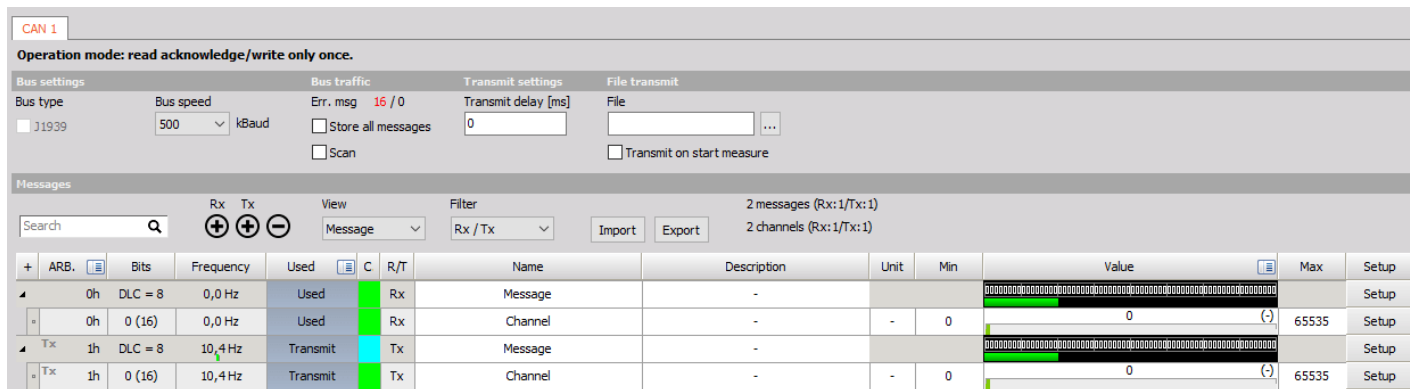 CAN 1
Operation mode: read acknowledge/write only once.
Bus settings Bus traffic Transmit settings File transmit
Bus type Bus speed Err. msg 16 / 0 Transmit delay [ms] File
J1939 500 kBaud Store all messages 0 ...
Scan Transmit on start measure
Messages
Rx Tx View Filter 2 messages (Rx:1/Tx:1)
Search Message Rx / Tx Import Export 2 channels (Rx:1/Tx:1)
+ ARB. Bits Frequency Used C R/T Name Description Unit Min Value Max Setup
0h DLC = 8 0,0 Hz Used Rx Message - Setup
0h 0 (16) 0,0 Hz Used Rx Channel - - 0 0 (-) 65535 Setup
Tx 1h DLC = 8 10,4 Hz Transmit Tx Message - Setup
Tx 1h 0 (16) 10,4 Hz Transmit Tx Channel - - 0 0 (-) 65535 Setup